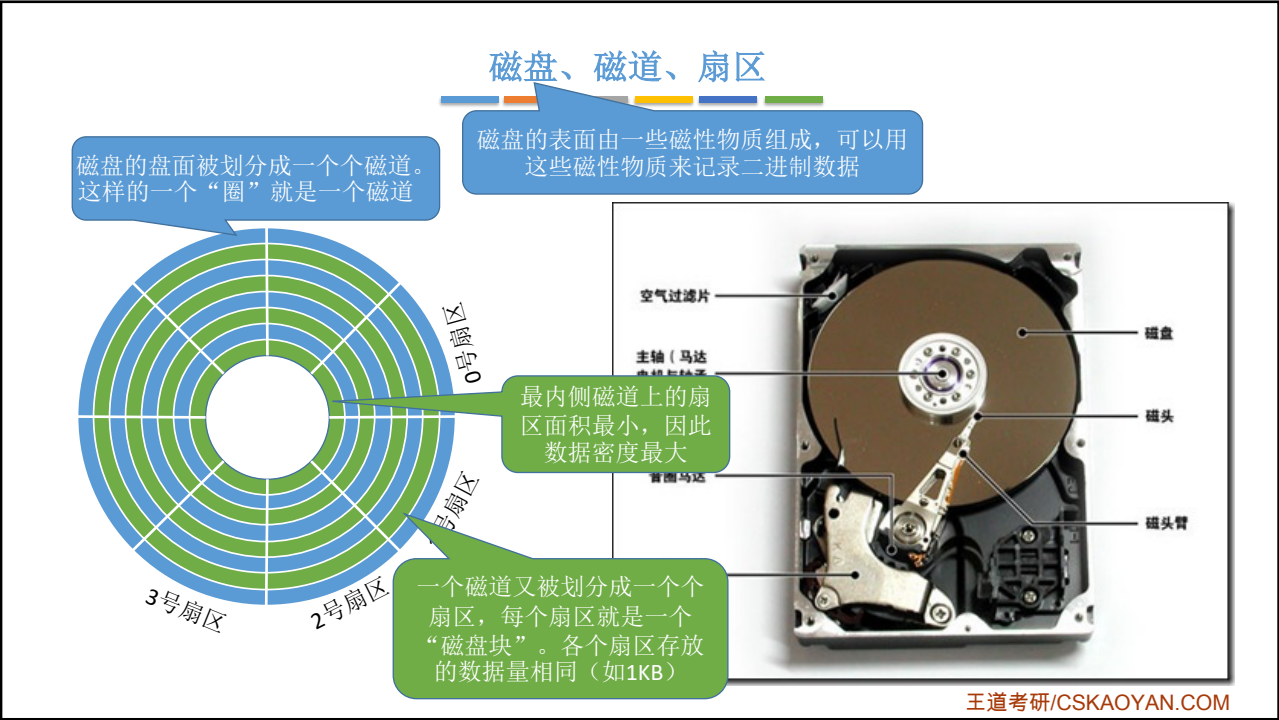 磁盘、磁道、扇区
磁盘的表面由一些磁性物质组成，可以用
这些磁性物质来记录二进制数据
磁盘的盘面被划分成一个个磁道。
这样的一个“圈”就是一个磁道
空气过滤片
主轴（马达
磁盘
磁头
音圈马达
磁头臂
0号扇区
最内侧磁道上的扇
区面积最小，因此
数据密度最大
号扇区
2号扇区
3号扇区
一个磁道又被划分成一个个
扇区，每个扇区就是一个
“磁盘块”。各个扇区存放
的数据量相同（如1KB）
王道考研/CSKAOYAN.COM